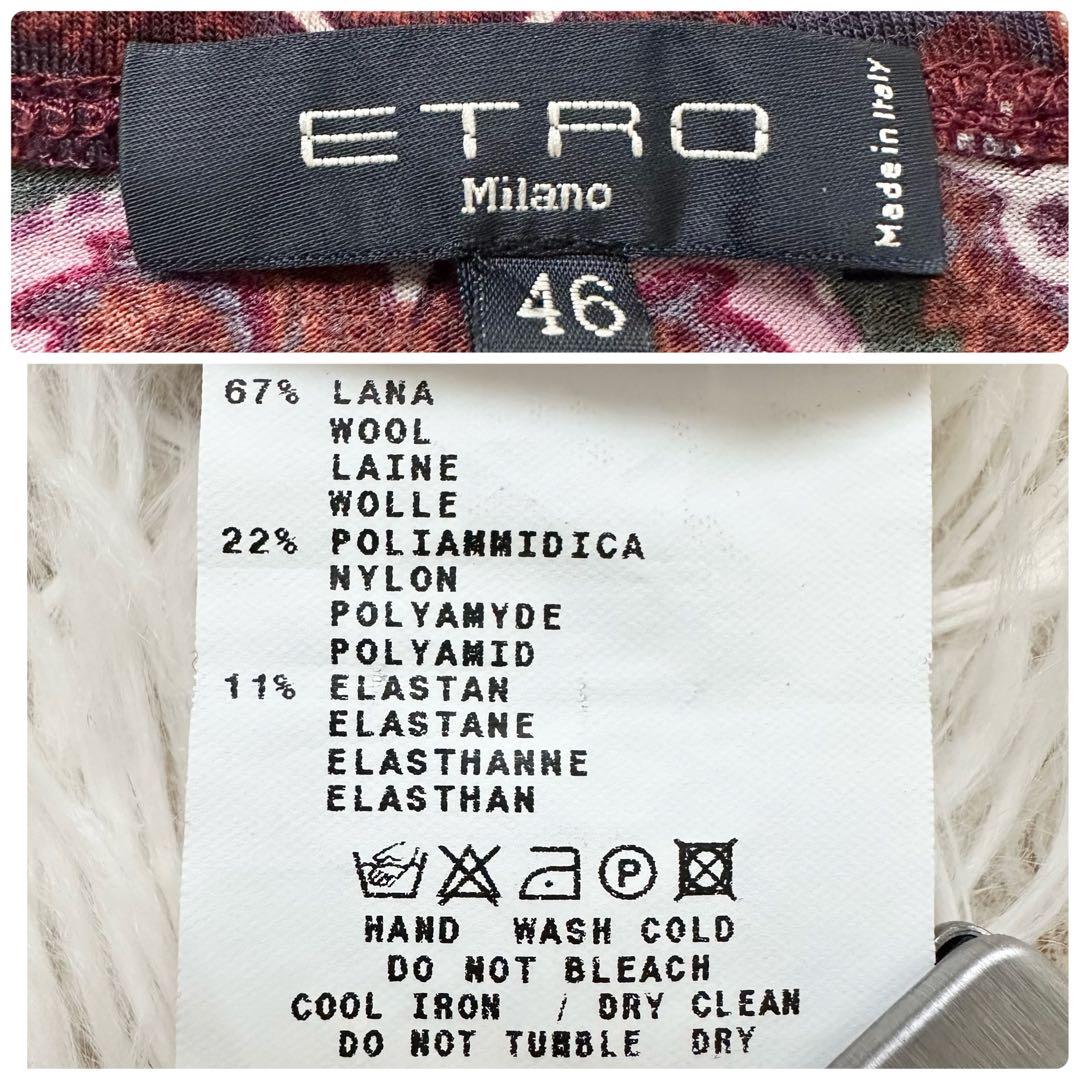 ETRO
Milano
Made in Italy
46
67% LANA
WOOL
LAINE
WOLLE
22% POLIAMMIDICA
NYLON
POLYAMYDE
POLYAMID
11% ELASTAN
ELASTANE
ELASTHANNE
ELASTHAN
P
HAND WASH COLD
DO NOT BLEACH
COOL IRON / DRY CLEAN
DO NOT TUMBLE DRY